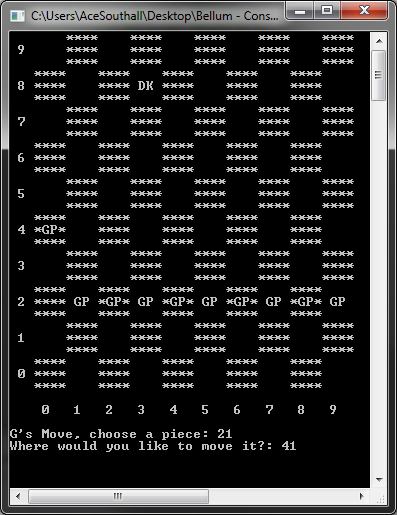 **** **** **** **** ****
9 **** **** **** **** ****
**** **** **** **** ****
**** **** **** **** ****
8 **** **** DK **** **** ****
**** **** **** **** ****
**** **** **** **** ****
7 **** **** **** **** ****
**** **** **** **** ****
**** **** **** **** ****
6 **** **** **** **** ****
**** **** **** **** ****
**** **** **** **** ****
5 **** **** **** **** ****
**** **** **** **** ****
**** **** **** **** ****
4 *GP* **** **** **** ****
**** **** **** **** ****
**** **** **** **** ****
3 **** **** **** **** ****
**** **** **** **** ****
**** **** **** **** ****
2 **** GP *GP* GP *GP* GP *GP* GP *GP* GP
**** **** **** **** ****
**** **** **** **** ****
1 **** **** **** **** ****
**** **** **** **** ****
**** **** **** **** ****
0 **** **** **** **** ****
**** **** **** **** ****
0 1 2 3 4 5 6 7 8 9
G's Move, choose a piece: 21
Where would you like to move it?: 41
C:\Users\AceSouthall\Desktop\Bellum - Cons...